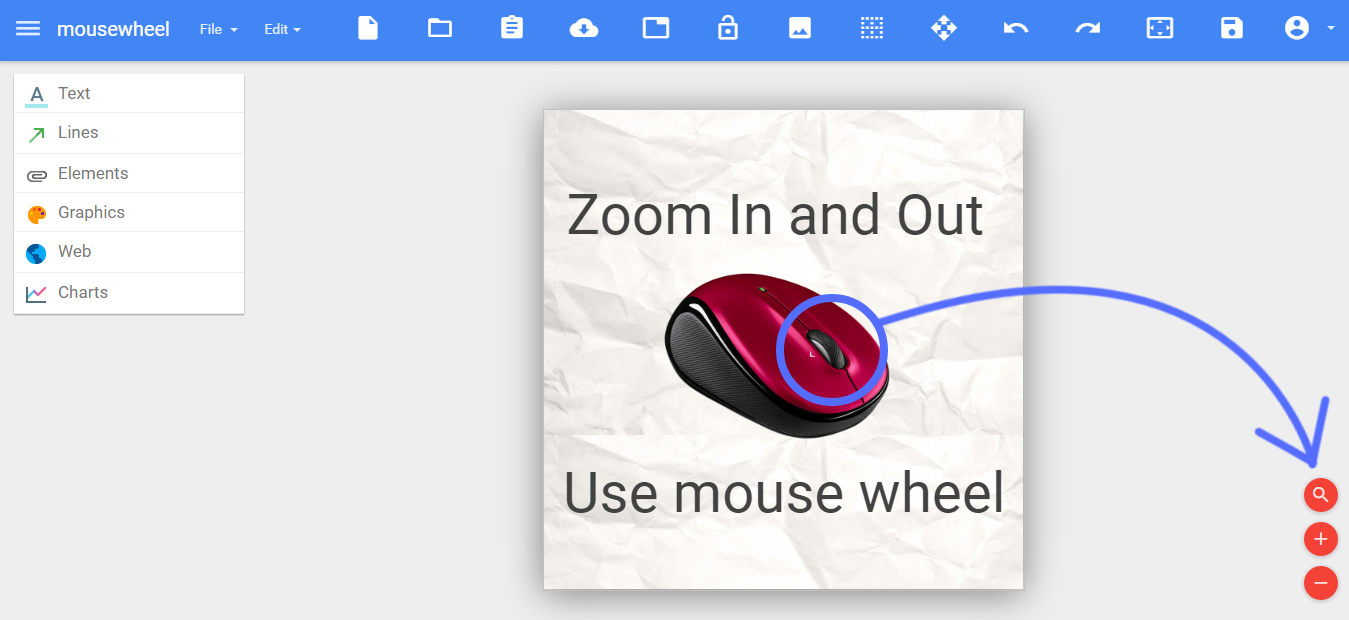 mousewheel File Edit
Text
Lines
Elements
Graphics
Web
Charts
Zoom In and Out
Use mouse wheel